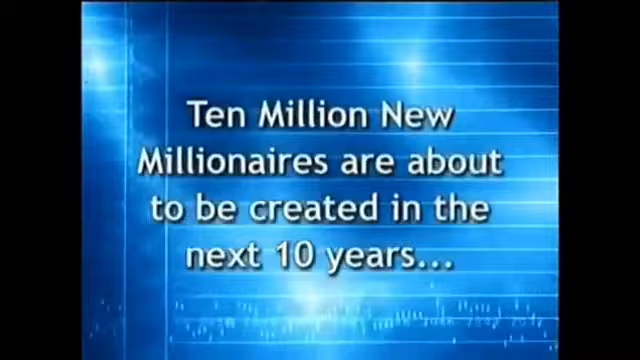 Ten Million New
Millionaires are about
to be created in the
next 10 years...